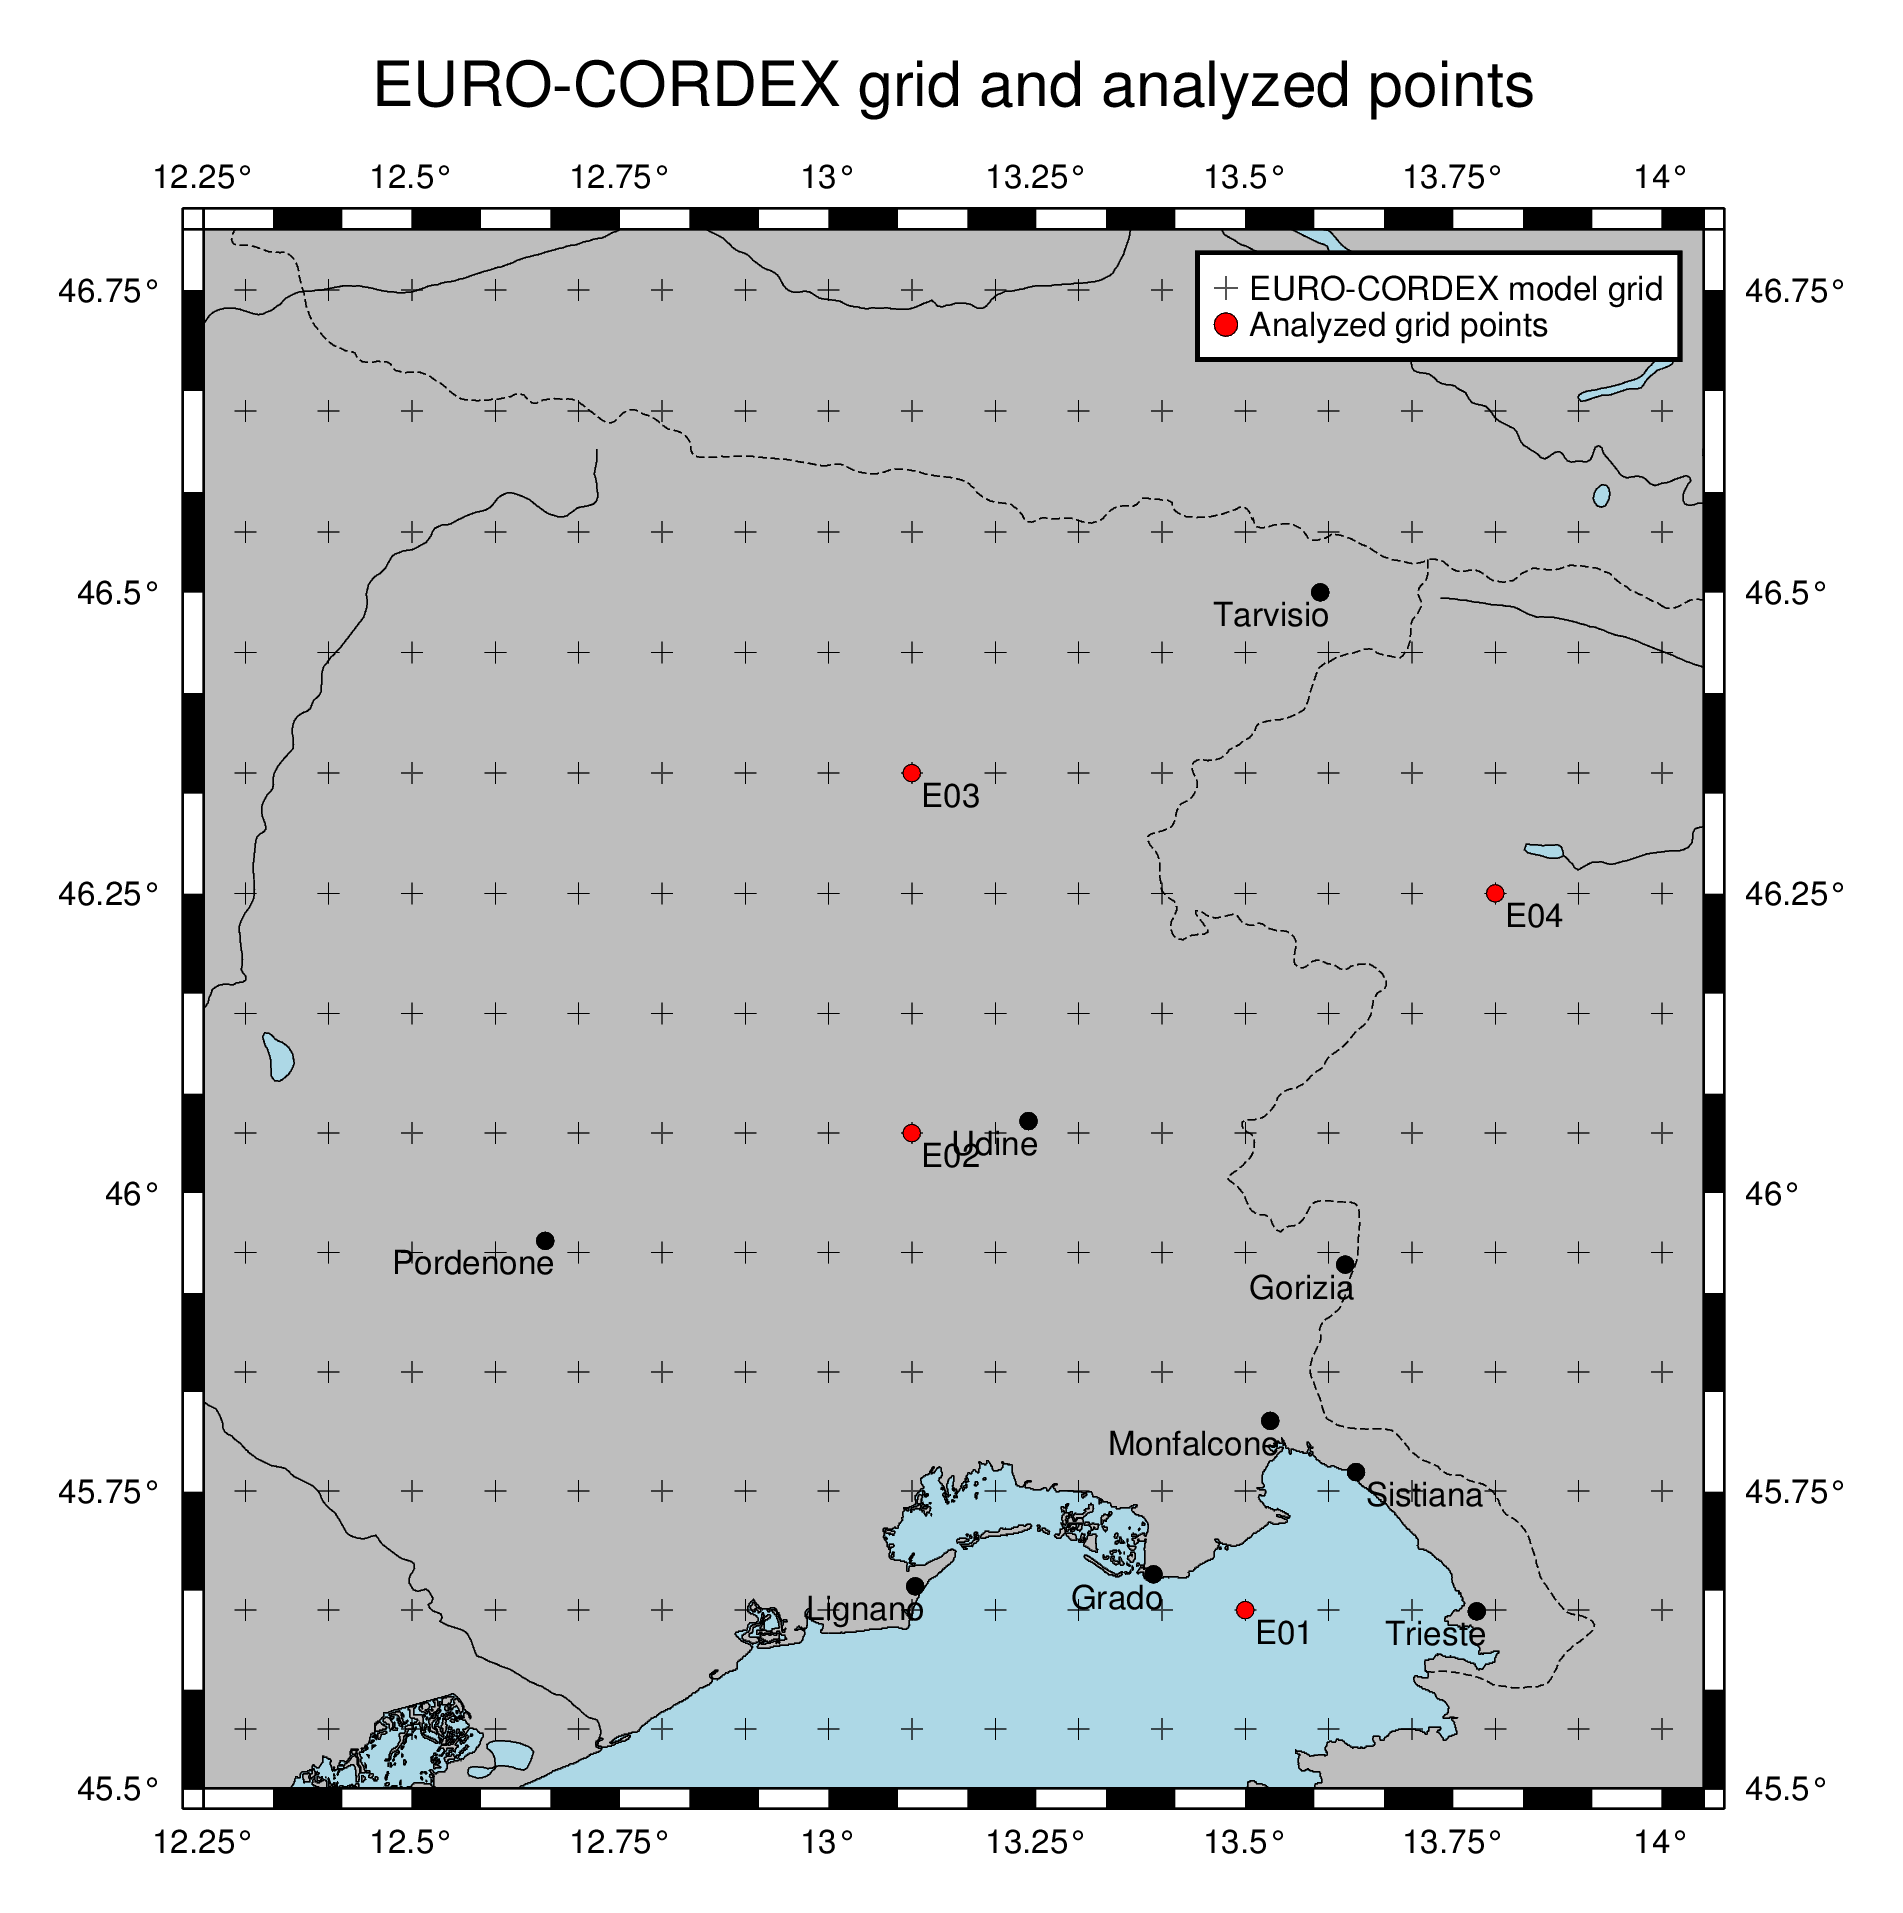 EURO-CORDEX grid and analyzed points
12.25° 12.5° 12.75° 13° 13.25° 13.5° 13.75° 14°
EURO-CORDEX model grid
Analyzed grid points
46.75° 46.75°
46.5° 46.5°
Tarvisio
E03
46.25° 46.25°
E04
Udine
E02
46° 46°
Pordenone
Gorizia
Monfalcone
45.75° 45.75°
Sistiana
Grado
Lignano
E01
Trieste
45.5° 45.5°
12.25° 12.5° 12.75° 13° 13.25° 13.5° 13.75° 14°